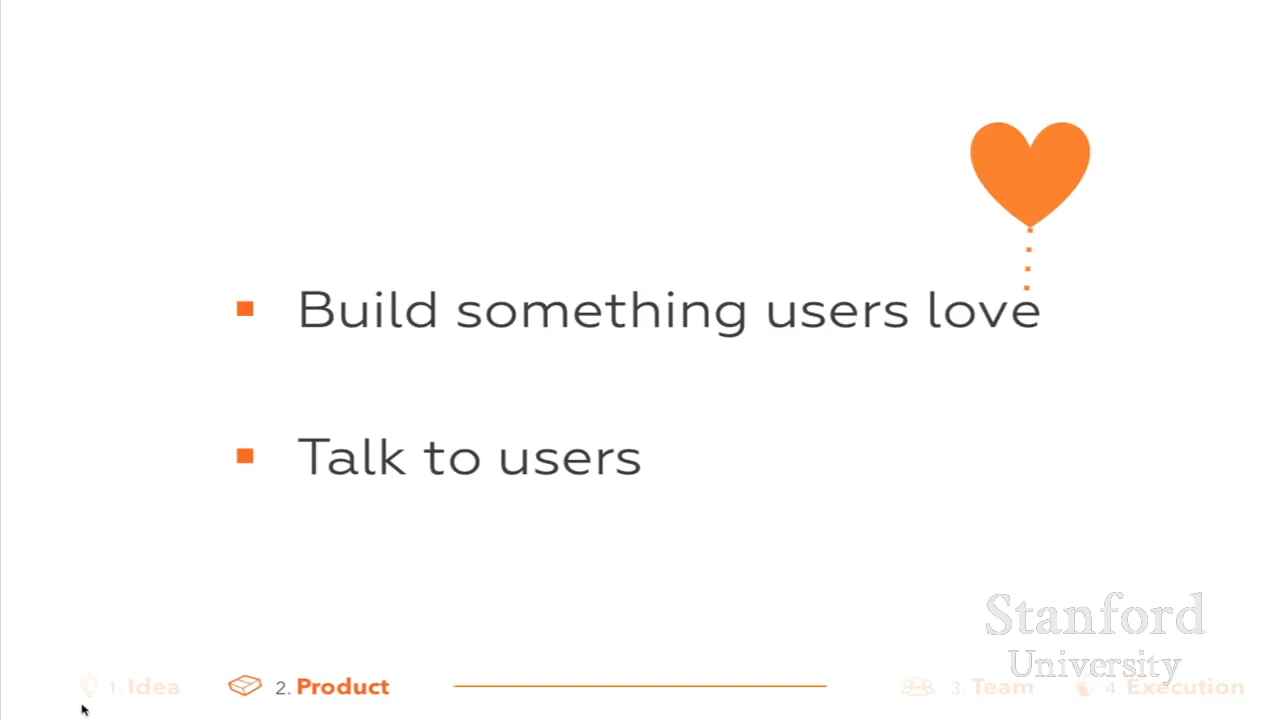 Build something users love
Talk to users
Stanford
University
1. Idea
2. Product
3. Team
4. Execution